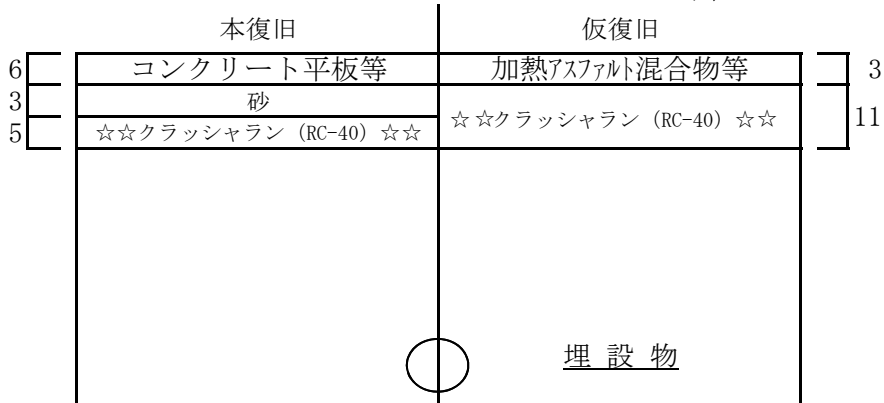 本復旧 仮復旧
6 コンクリート平板等 加熱アスファルト混合物等 3
3 砂 ☆☆クラッシャラン (RC-40) ☆☆ 11
5 ☆☆クラッシャラン (RC-40) ☆☆
埋設物